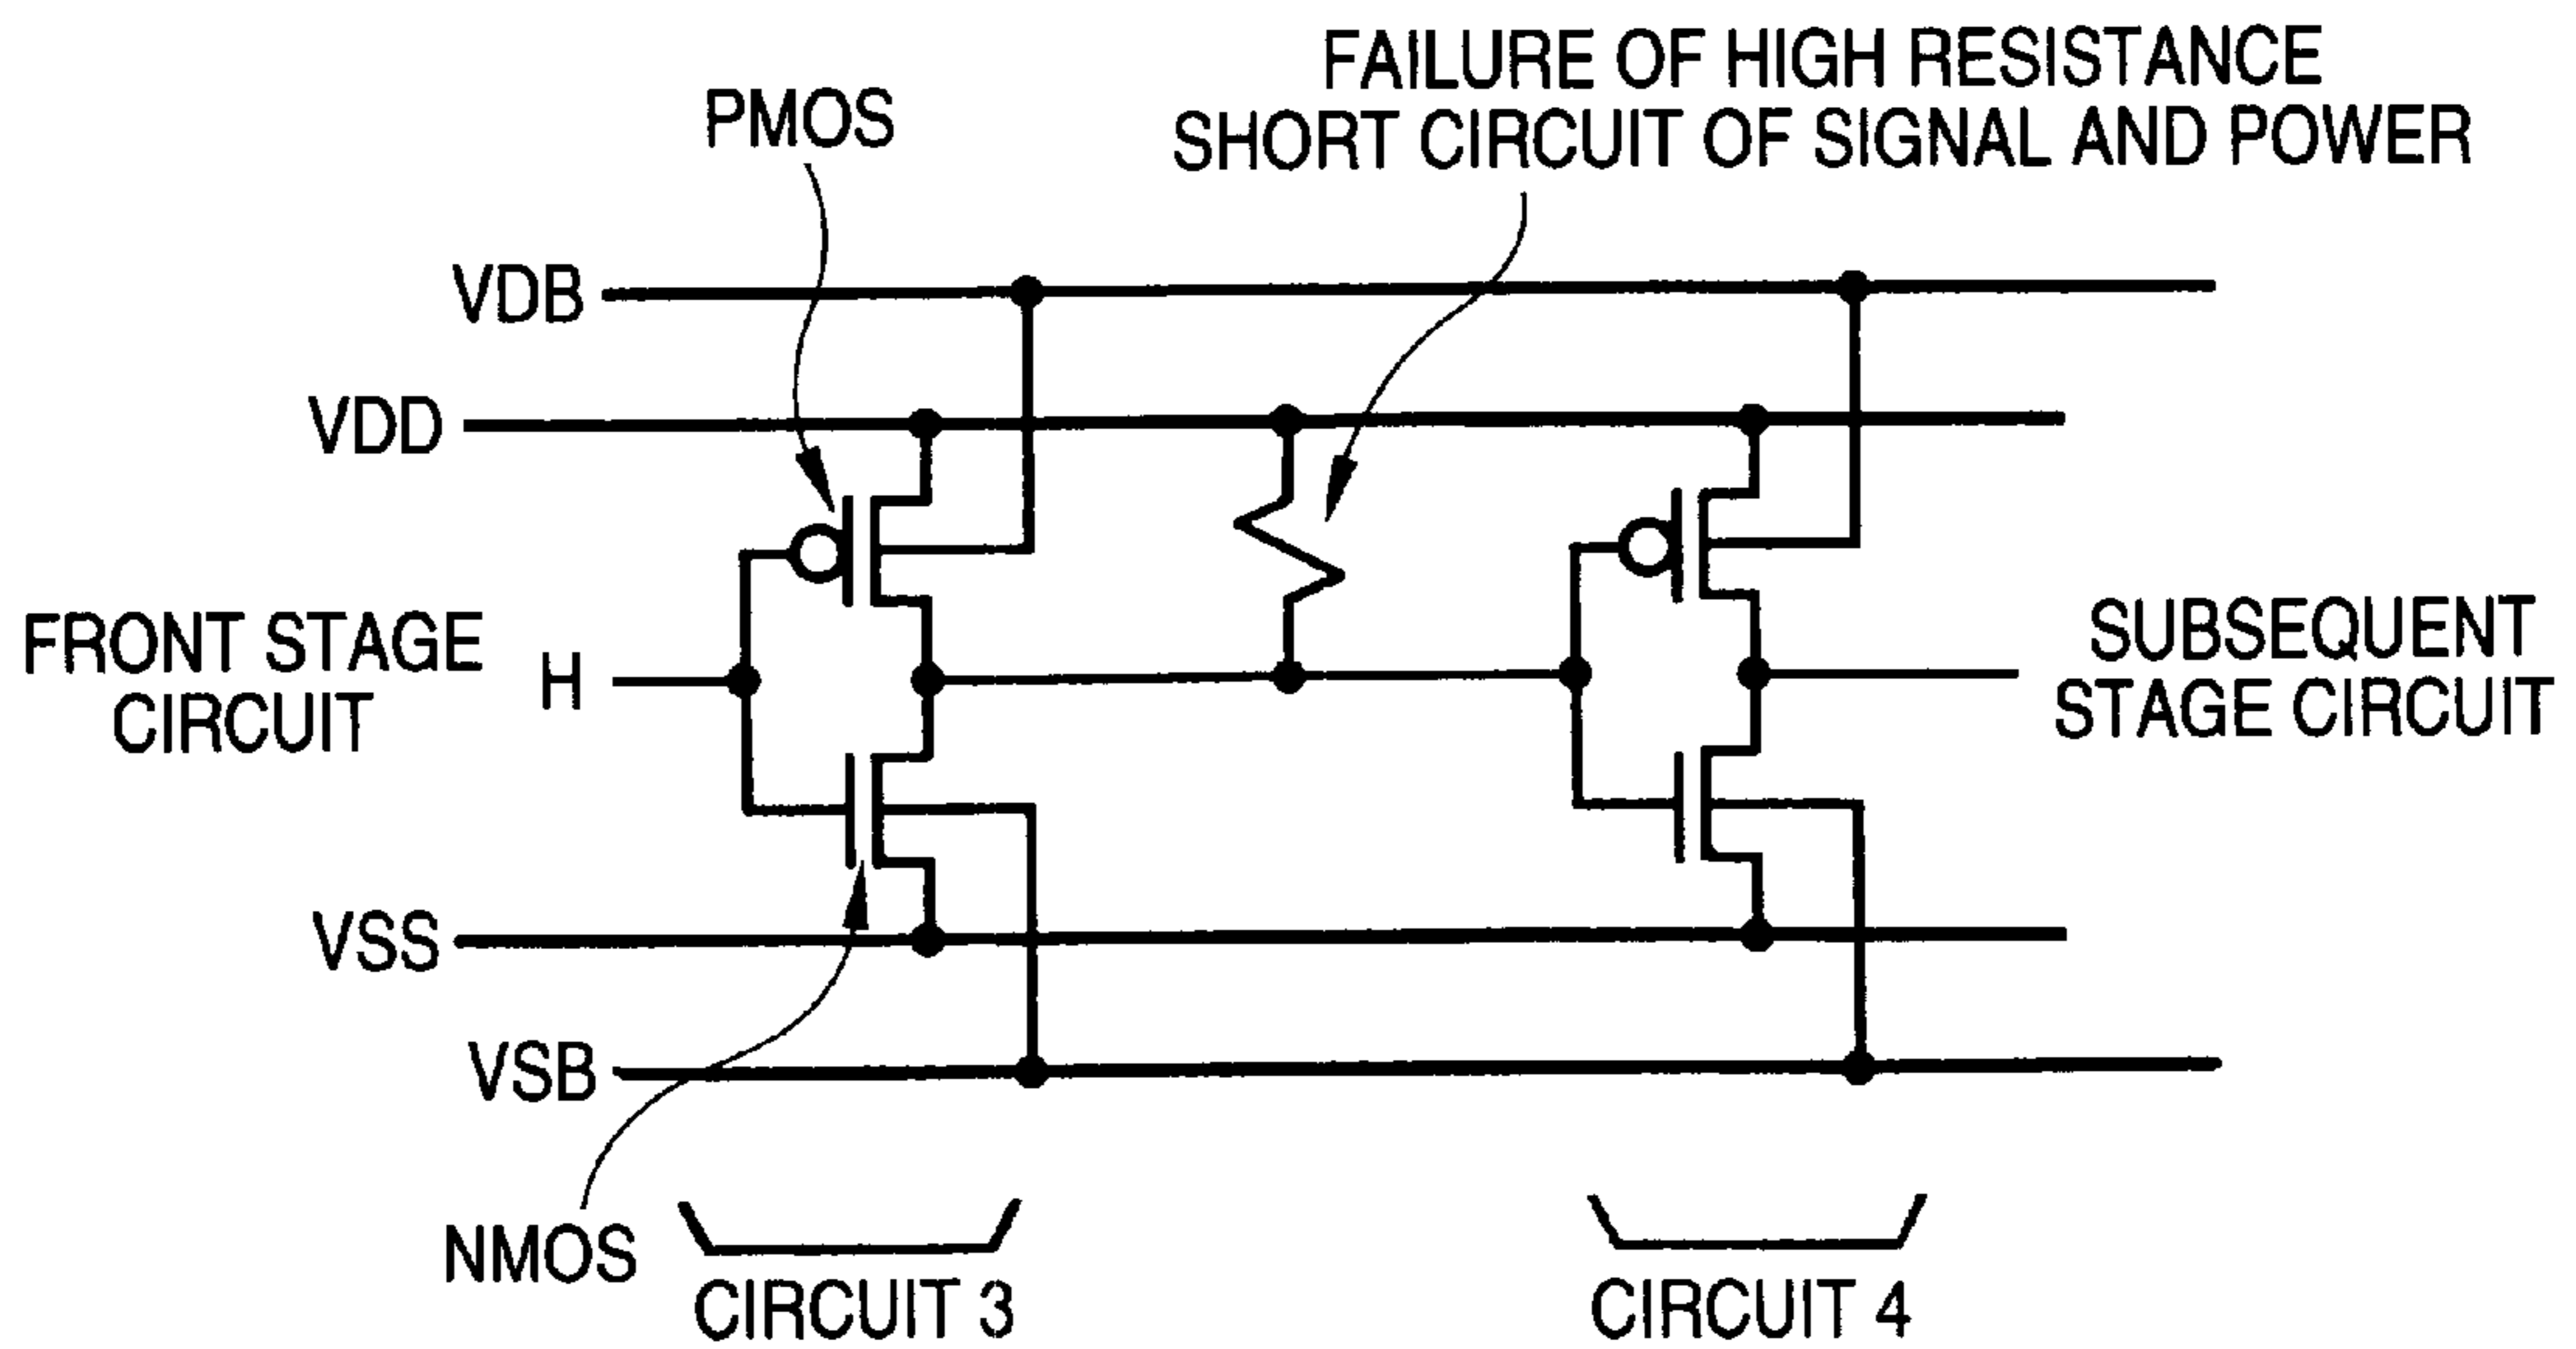 FAILURE OF HIGH RESISTANCE
SHORT CIRCUIT OF SIGNAL AND POWER
PMOS
VDB
VDD
FRONT STAGE
CIRCUIT
H
SUBSEQUENT
STAGE CIRCUIT
VSS
VSB
NMOS
CIRCUIT 3
CIRCUIT 4